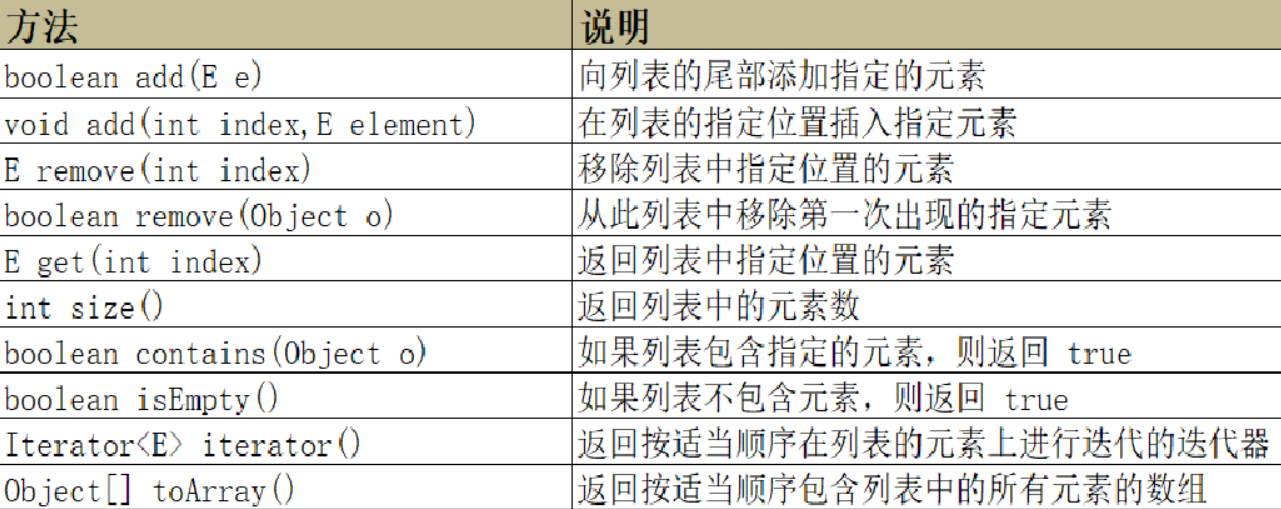 方法 说明
boolean add(E e) 向列表的尾部添加指定的元素
void add(int index,E element) 在列表的指定位置插入指定元素
E remove(int index) 移除列表中指定位置的元素
boolean remove(Object o) 从此列表中移除第一次出现的指定元素
E get(int index) 返回列表中指定位置的元素
int size() 返回列表中的元素数
boolean contains(Object o) 如果列表包含指定的元素，则返回 true
boolean isEmpty() 如果列表不包含元素，则返回 true
Iterator<E> iterator() 返回按适当顺序在列表的元素上进行迭代的迭代器
Object[] toArray() 返回按适当顺序包含列表中的所有元素的数组